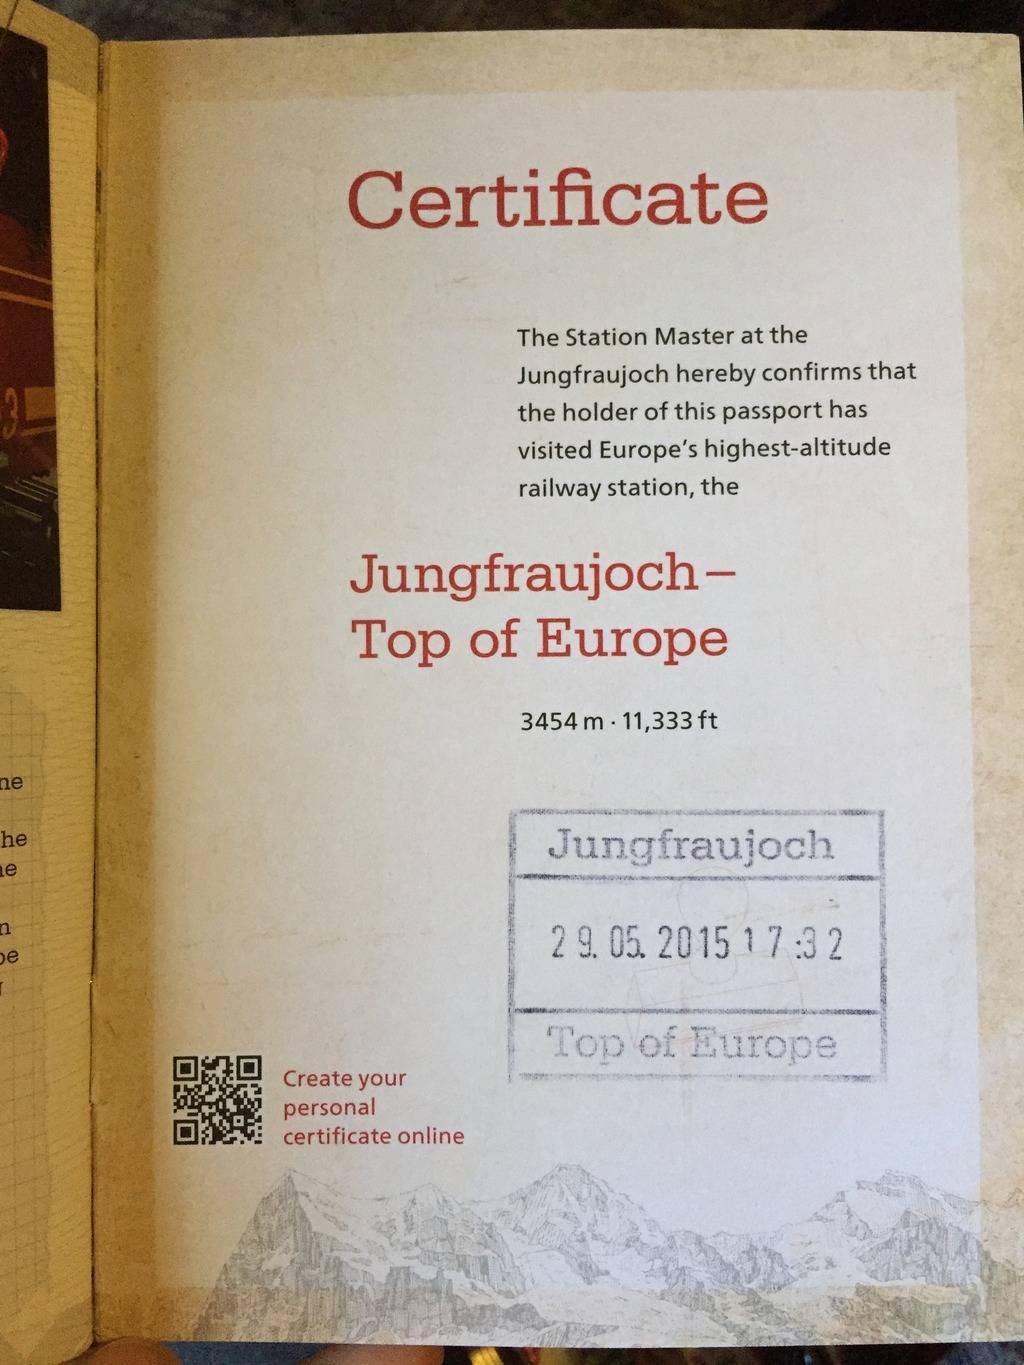 Certificate
The Station Master at the
Jungfraujoch hereby confirms that
the holder of this passport has
visited Europe's highest-altitude
railway station, the
Jungfraujoch–
Top of Europe
3454 m · 11,333 ft
Jungfraujoch
29.05.2015 17:32
Top of Europe
Create your
personal
certificate online